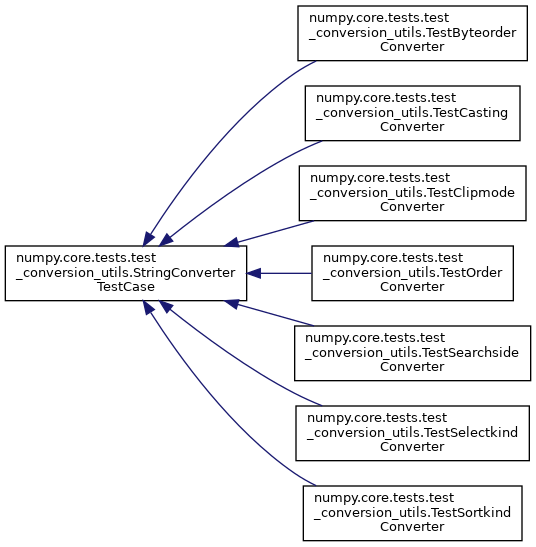 numpy.core.tests.test
_conversion_utils.TestByteorder
Converter
numpy.core.tests.test
_conversion_utils.TestCasting
Converter
numpy.core.tests.test
_conversion_utils.TestClipmode
Converter
numpy.core.tests.test
_conversion_utils.StringConverter
TestCase
numpy.core.tests.test
_conversion_utils.TestOrder
Converter
numpy.core.tests.test
_conversion_utils.TestSearchside
Converter
numpy.core.tests.test
_conversion_utils.TestSelectkind
Converter
numpy.core.tests.test
_conversion_utils.TestSortkind
Converter